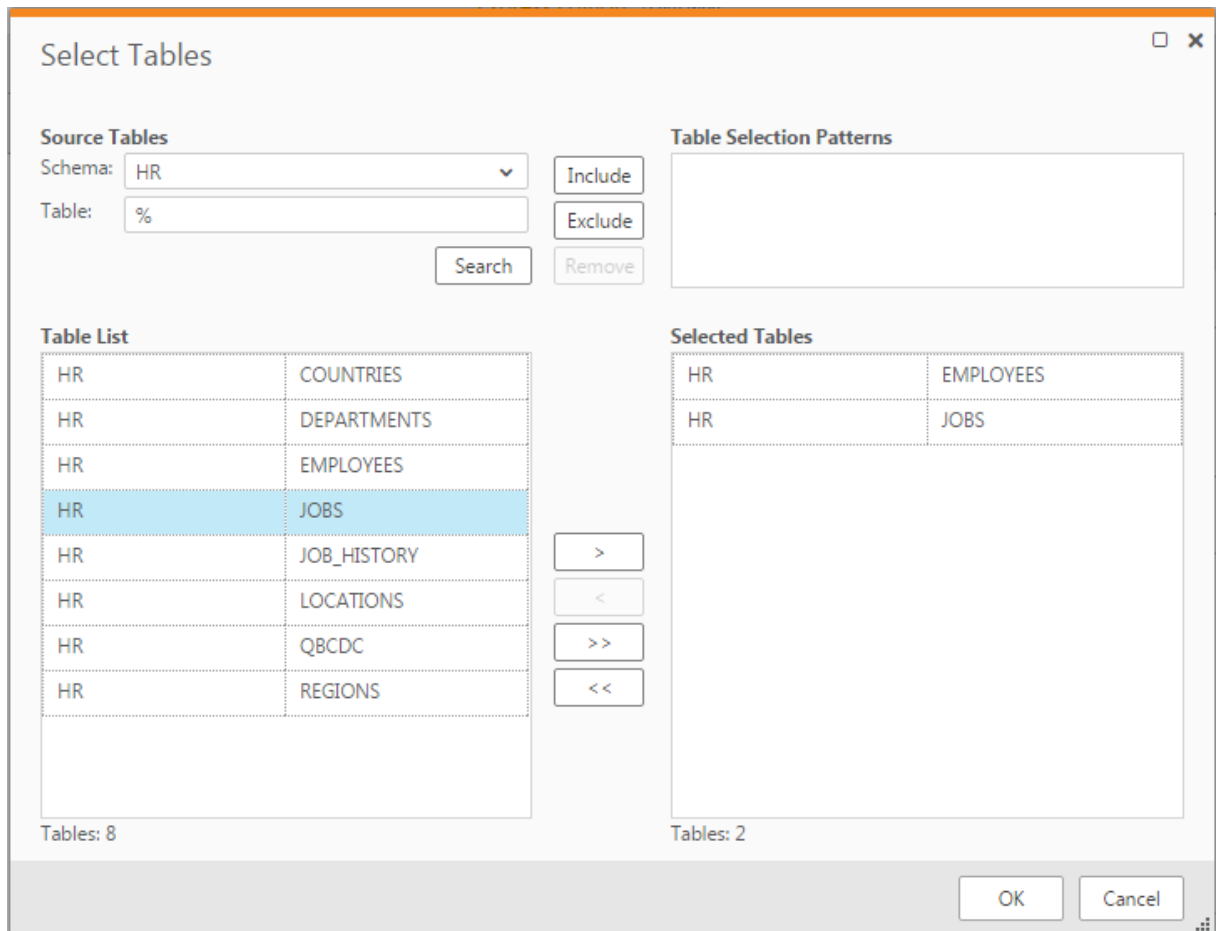 Select Tables
Source Tables
Schema: HR
Table: %
Search
Include
Exclude
Remove
Table Selection Patterns
Table List
HR COUNTRIES
HR DEPARTMENTS
HR EMPLOYEES
HR JOBS
HR JOB_HISTORY
HR LOCATIONS
HR QBCDC
HR REGIONS
Tables: 8
>
<
>>
<<
Selected Tables
HR EMPLOYEES
HR JOBS
Tables: 2
OK Cancel